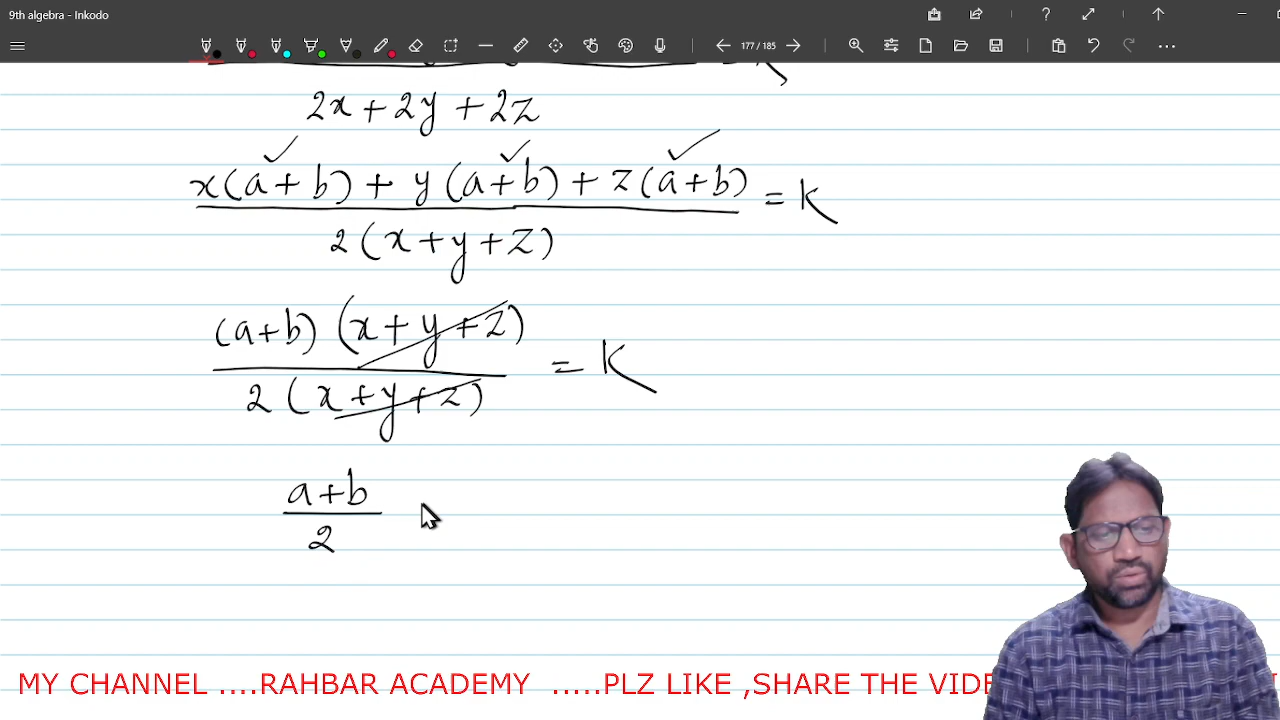 9th algebra - Inkodo
177 / 185
= K
2x + 2y + 2z
x(a+b) + y(a+b) + z(a+b) = K
2(x+y+z)
(a+b) (x+y+z) = K
2(x+y+z)
a+b
2
MY CHANNEL ....RAHBAR ACADEMY .....PLZ LIKE ,SHARE THE VIDE